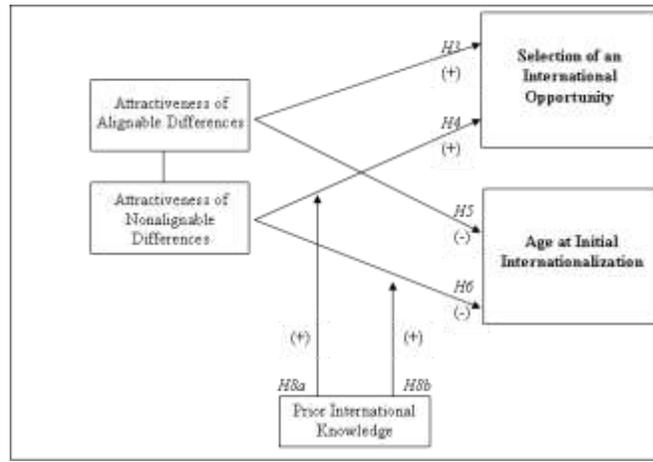 H3
(+)
Selection of an
International
Opportunity
Attractiveness of
Alignable Differences
H4
(+)
Attractiveness of
Nonalignable
Differences
H5
(-)
Age at Initial
Internationalization
H6
(-)
(+)
(+)
H8a
H8b
Prior International
Knowledge